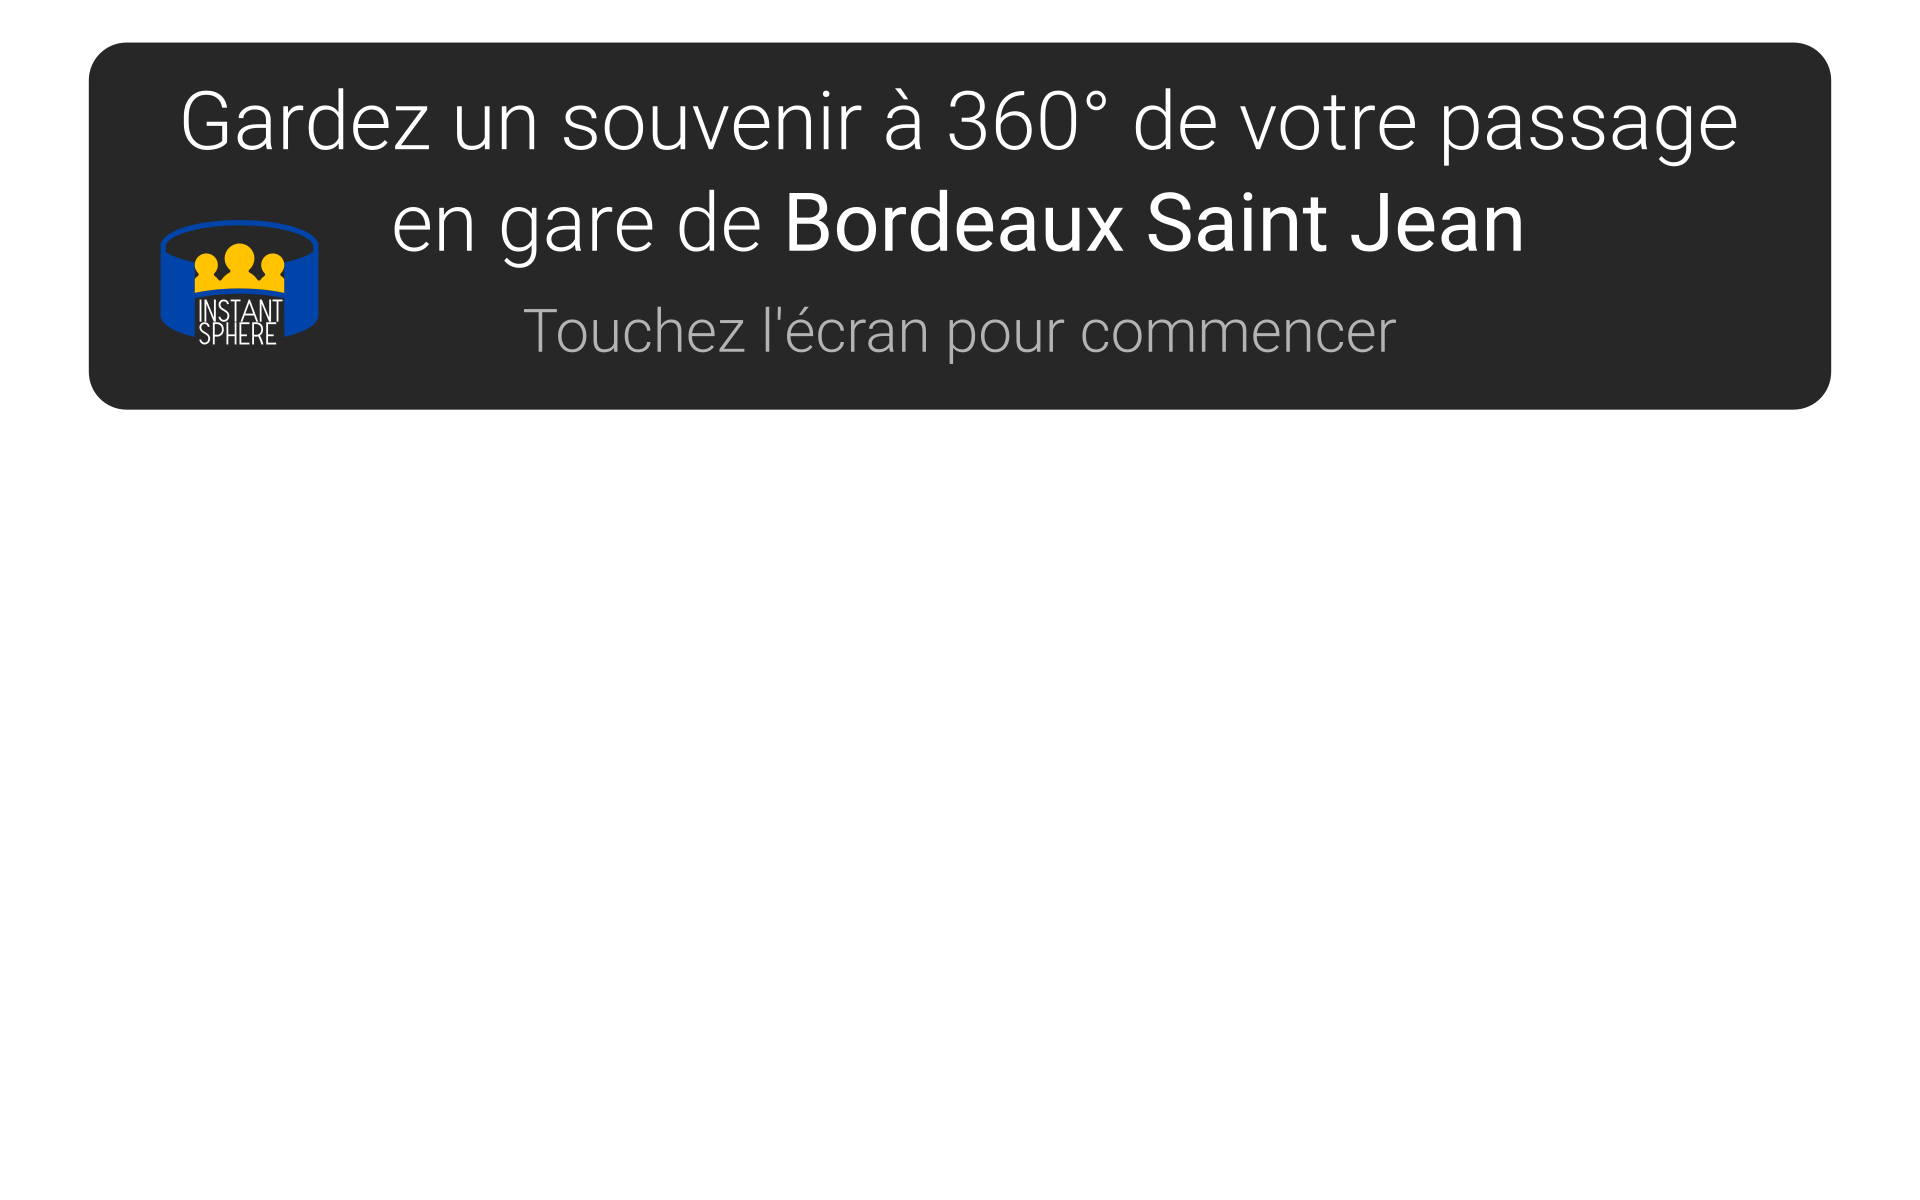 Gardez un souvenir à 360° de votre passage
en gare de Bordeaux Saint Jean
INSTANT
SPHERE
Touchez l'écran pour commencer